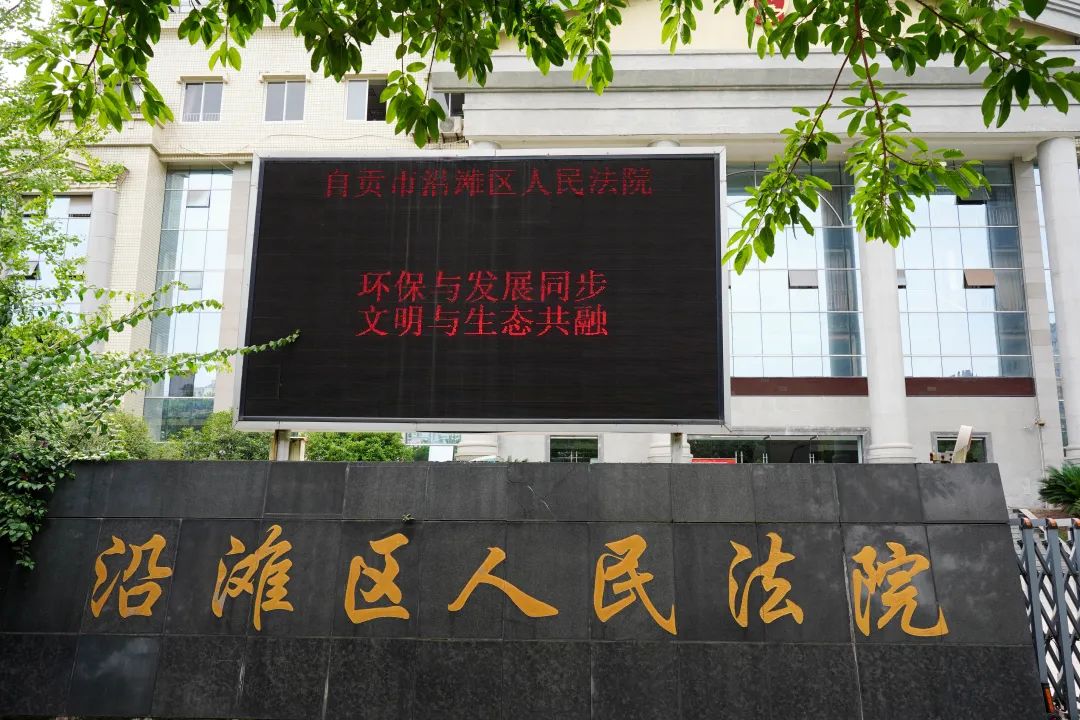 自贡市沿滩区人民法院
环保与发展同步
文明与生态共融
沿滩区人民法院